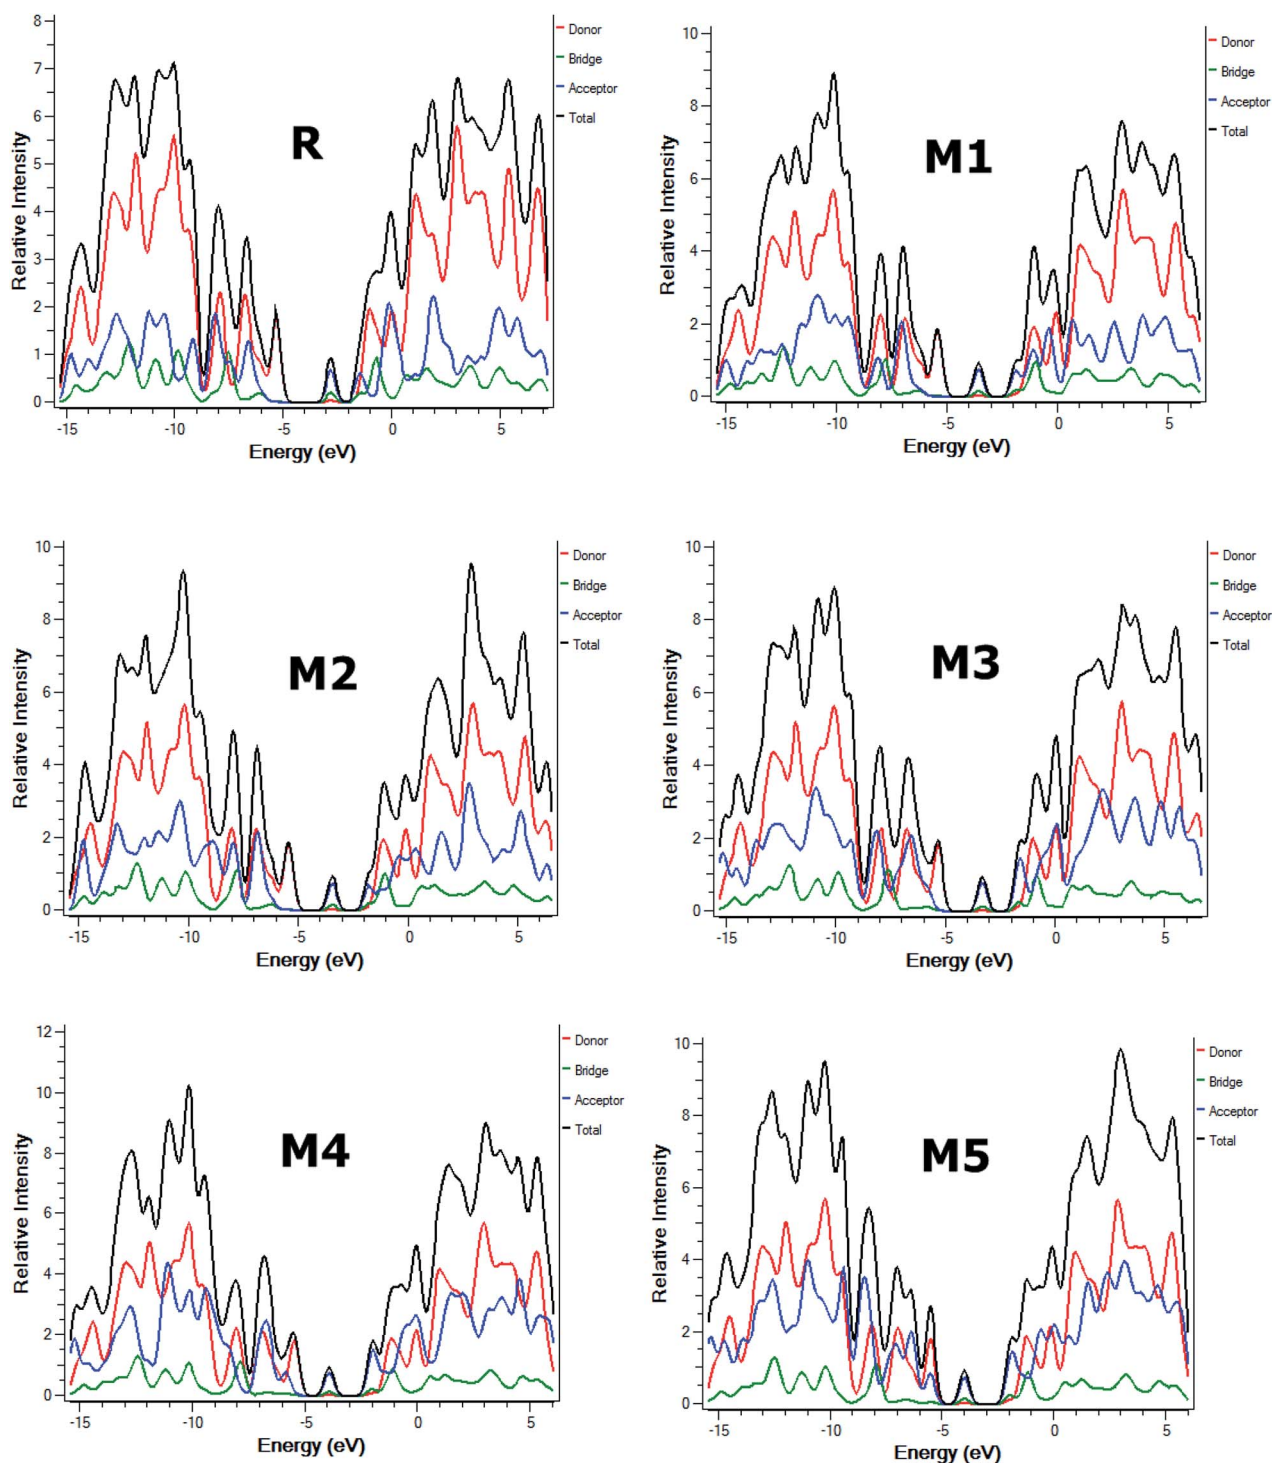 8
7
6
5
4
3
2
1
0
Relative Intensity
R
Donor
Bridge
Acceptor
Total
-15 -10 -5 0 5
Energy (eV)
10
8
6
4
2
0
Relative Intensity
M1
Donor
Bridge
Acceptor
Total
-15 -10 -5 0 5
Energy (eV)
10
8
6
4
2
0
Relative Intensity
M2
Donor
Bridge
Acceptor
Total
-15 -10 -5 0 5
Energy (eV)
10
8
6
4
2
0
Relative Intensity
M3
Donor
Bridge
Acceptor
Total
-15 -10 -5 0 5
Energy (eV)
12
10
8
6
4
2
0
Relative Intensity
M4
Donor
Bridge
Acceptor
Total
-15 -10 -5 0 5
Energy (eV)
10
8
6
4
2
0
Relative Intensity
M5
Donor
Bridge
Acceptor
Total
-15 -10 -5 0 5
Energy (eV)